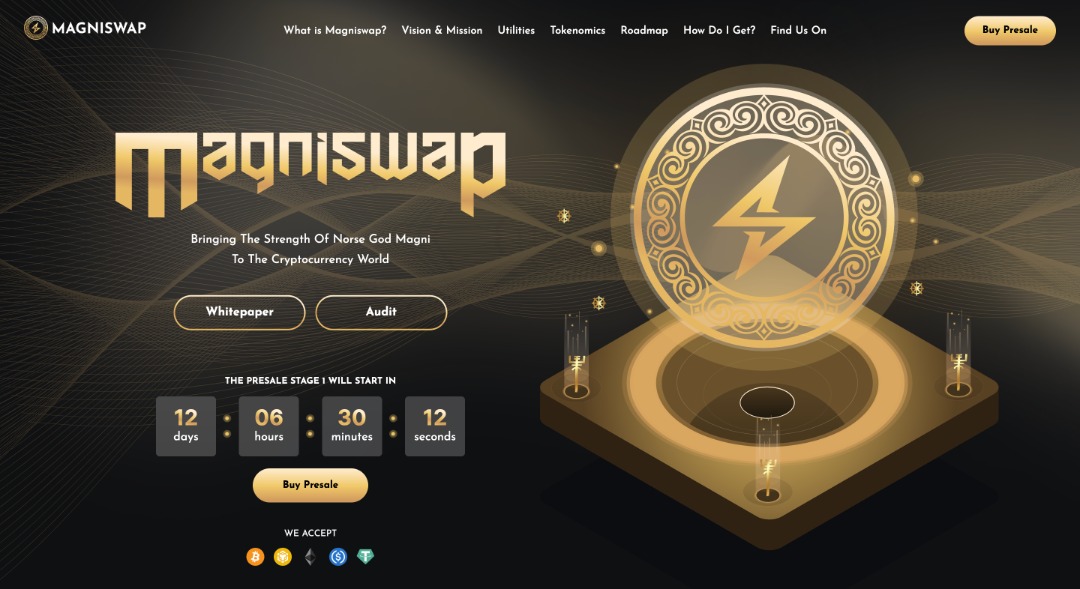 MAGNISWAP
What is Magniswap?
Vision & Mission
Utilities
Tokenomics
Roadmap
How Do I Get?
Find Us On
Buy Presale
magniswap
Bringing The Strength Of Norse God Magni
To The Cryptocurrency World
Whitepaper
Audit
THE PRESALE STAGE 1 WILL START IN
12 : 06 : 30 : 12
days hours minutes seconds
Buy Presale
WE ACCEPT